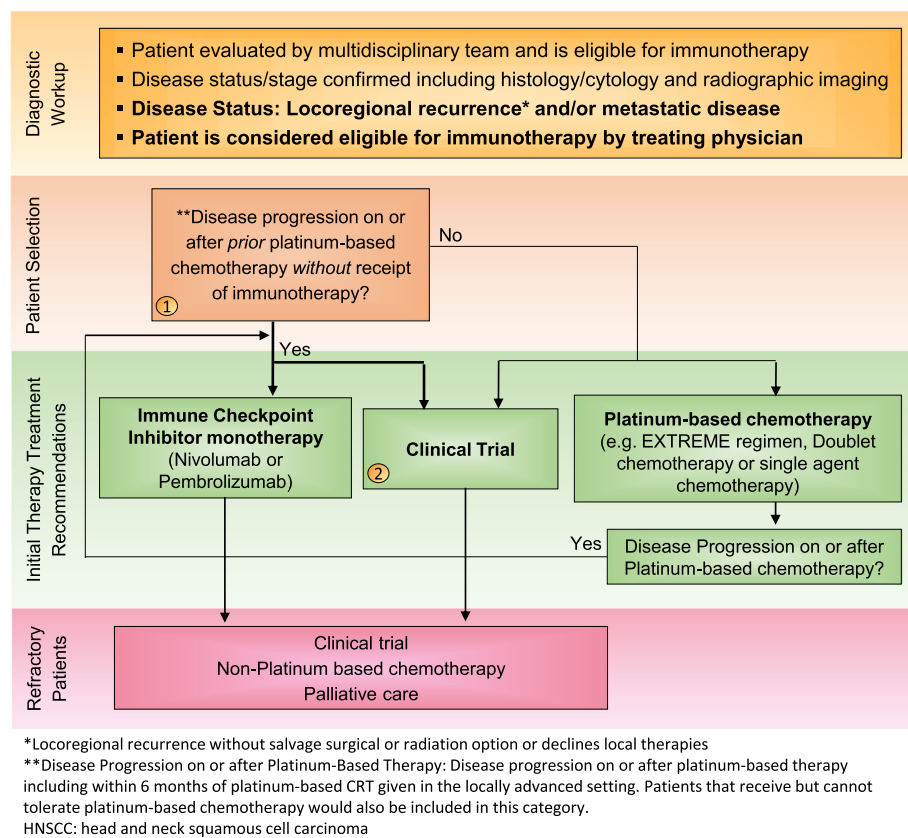 Diagnostic
Workup
▪ Patient evaluated by multidisciplinary team and is eligible for immunotherapy
▪ Disease status/stage confirmed including histology/cytology and radiographic imaging
▪ Disease Status: Locoregional recurrence* and/or metastatic disease
▪ Patient is considered eligible for immunotherapy by treating physician
Patient Selection
**Disease progression on or
after prior platinum-based
chemotherapy without receipt
of immunotherapy?
1
No
Yes
Initial Therapy Treatment
Recommendations
Immune Checkpoint
Inhibitor monotherapy
(Nivolumab or
Pembrolizumab)
Clinical Trial
2
Platinum-based chemotherapy
(e.g. EXTREME regimen, Doublet
chemotherapy or single agent
chemotherapy)
Yes
Disease Progression on or after
Platinum-based chemotherapy?
Refractory
Patients
Clinical trial
Non-Platinum based chemotherapy
Palliative care
*Locoregional recurrence without salvage surgical or radiation option or declines local therapies
**Disease Progression on or after Platinum-Based Therapy: Disease progression on or after platinum-based therapy
including within 6 months of platinum-based CRT given in the locally advanced setting. Patients that receive but cannot
tolerate platinum-based chemotherapy would also be included in this category.
HNSCC: head and neck squamous cell carcinoma